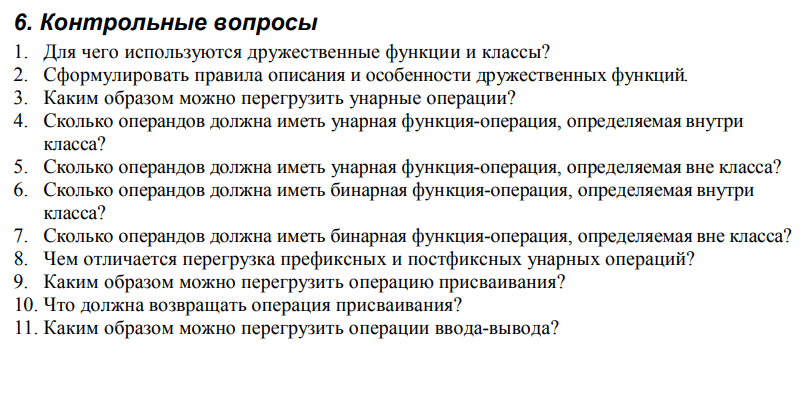 6. Контрольные вопросы
1. Для чего используются дружественные функции и классы?
2. Сформулировать правила описания и особенности дружественных функций.
3. Каким образом можно перегрузить унарные операции?
4. Сколько операндов должна иметь унарная функция-операция, определяемая внутри
класса?
5. Сколько операндов должна иметь унарная функция-операция, определяемая вне класса?
6. Сколько операндов должна иметь бинарная функция-операция, определяемая внутри
класса?
7. Сколько операндов должна иметь бинарная функция-операция, определяемая вне класса?
8. Чем отличается перегрузка префиксных и постфиксных унарных операций?
9. Каким образом можно перегрузить операцию присваивания?
10. Что должна возвращать операция присваивания?
11. Каким образом можно перегрузить операции ввода-вывода?